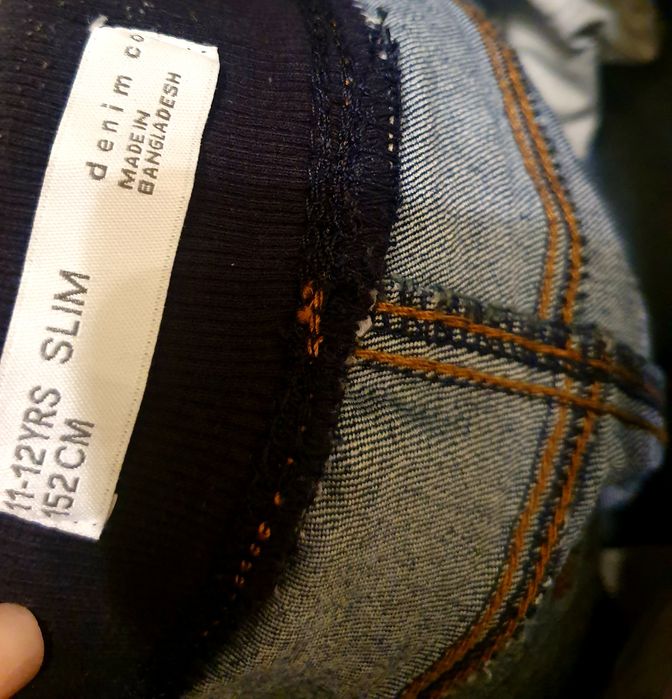 denim co
MADE IN
BANGLADESH
11-12YRS SLIM
152CM